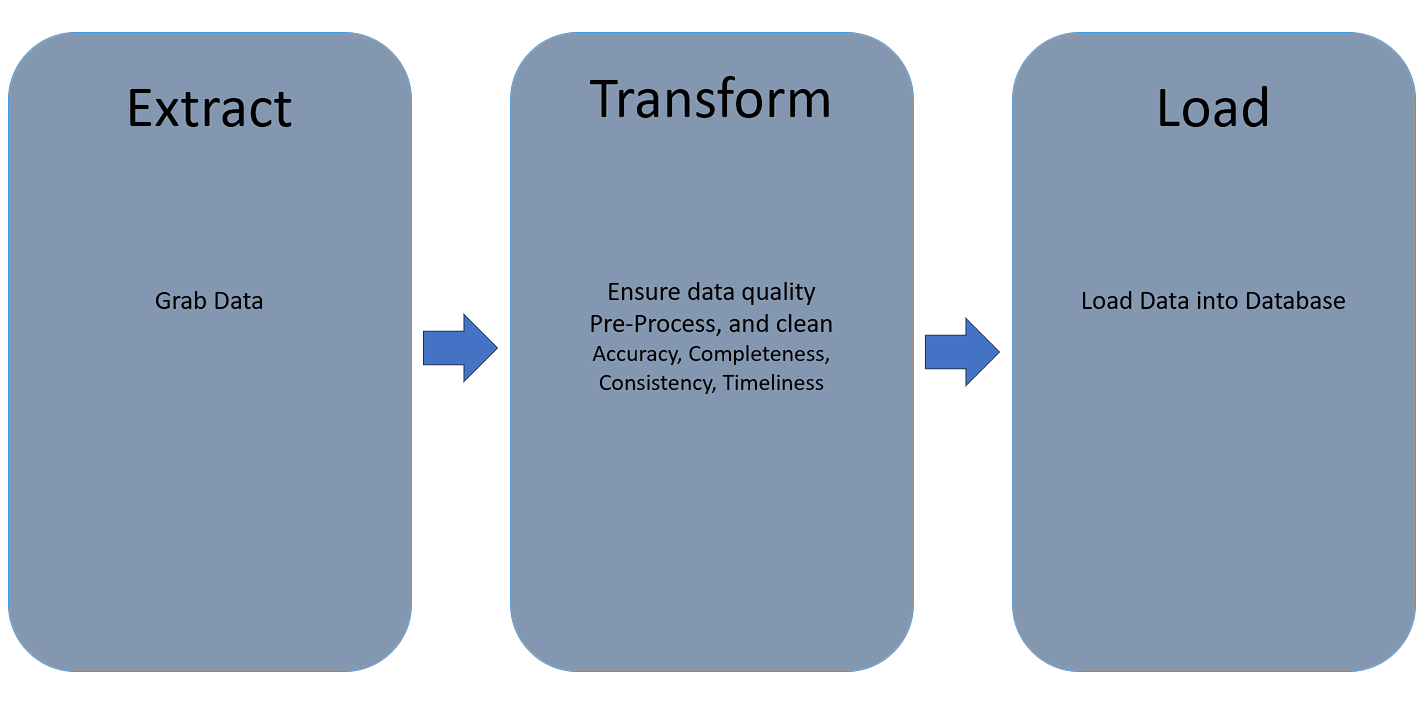 Extract
Grab Data
Transform
Ensure data quality
Pre-Process, and clean
Accuracy, Completeness,
Consistency, Timeliness
Load
Load Data into Database